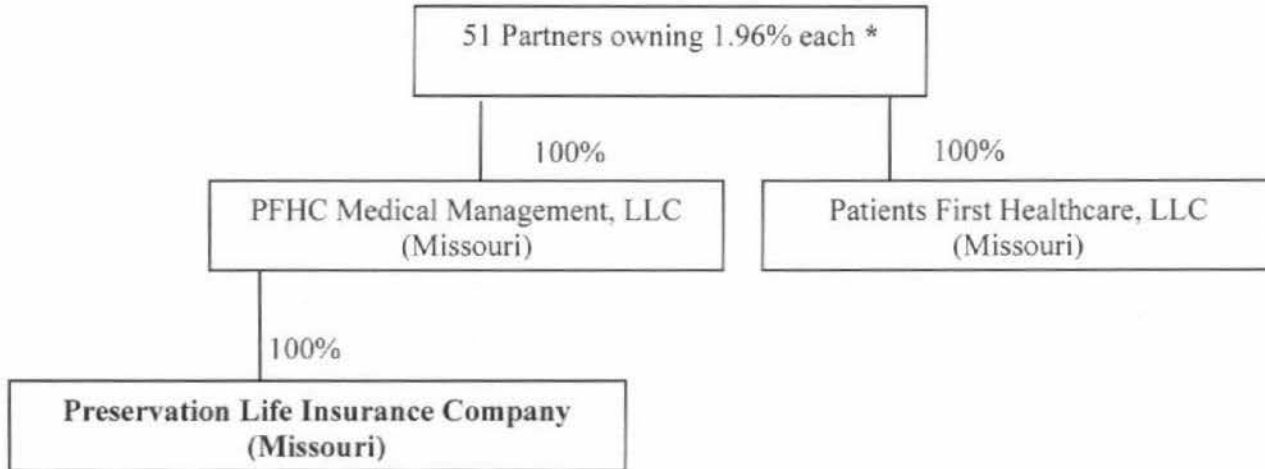 51 Partners owning 1.96% each *
100%
100%
PFHC Medical Management, LLC
(Missouri)
Patients First Healthcare, LLC
(Missouri)
100%
Preservation Life Insurance Company
(Missouri)